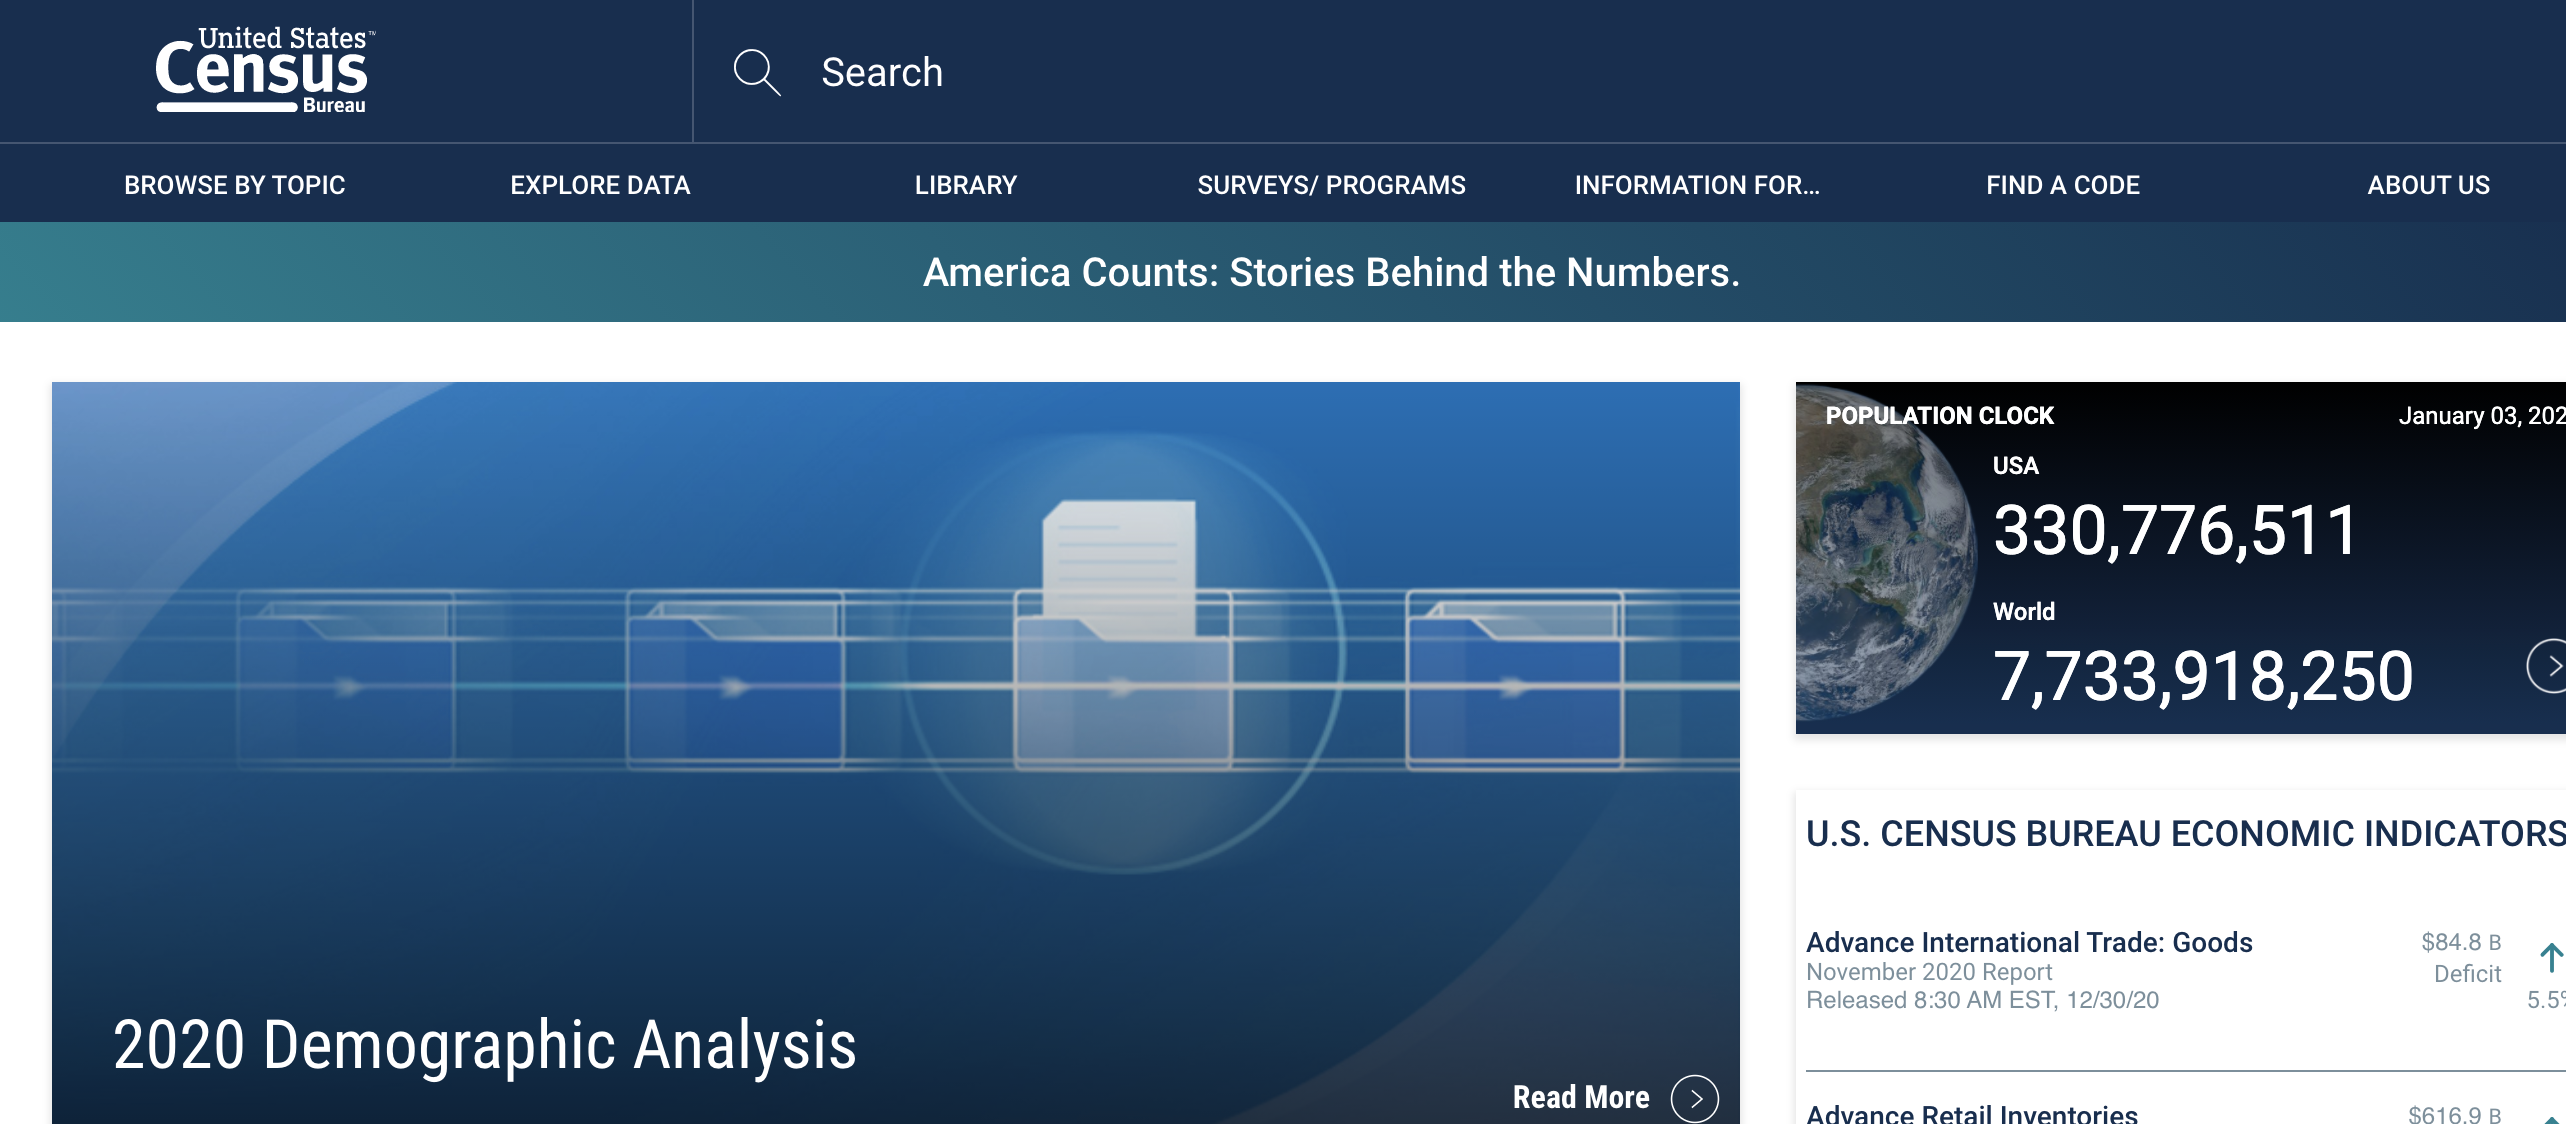 United States™
Census
Bureau
Search
BROWSE BY TOPIC
EXPLORE DATA
LIBRARY
SURVEYS/ PROGRAMS
INFORMATION FOR...
FIND A CODE
ABOUT US
America Counts: Stories Behind the Numbers.
2020 Demographic Analysis
Read More
POPULATION CLOCK
January 03, 202
USA
330,776,511
World
7,733,918,250
U.S. CENSUS BUREAU ECONOMIC INDICATORS
Advance International Trade: Goods
November 2020 Report
Released 8:30 AM EST, 12/30/20
$84.8 B
Deficit
5.5%
Advance Retail Inventories
$616.9 B